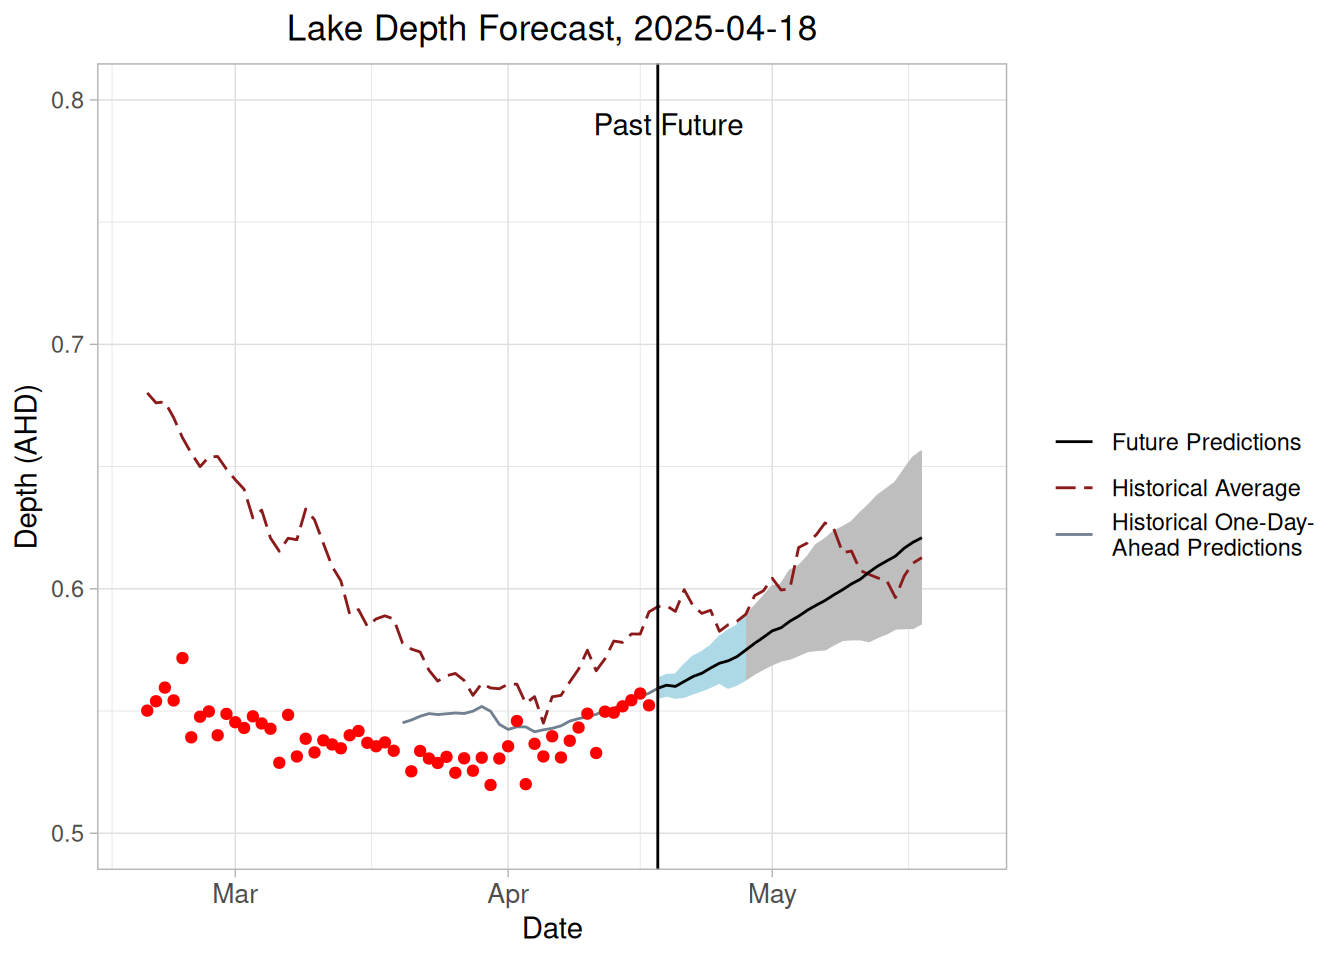 Lake Depth Forecast, 2025-04-18
Past Future
0.8
0.7
0.6
0.5
Depth (AHD)
Mar
Apr
May
Date
Future Predictions
Historical Average
Historical One-Day-
Ahead Predictions